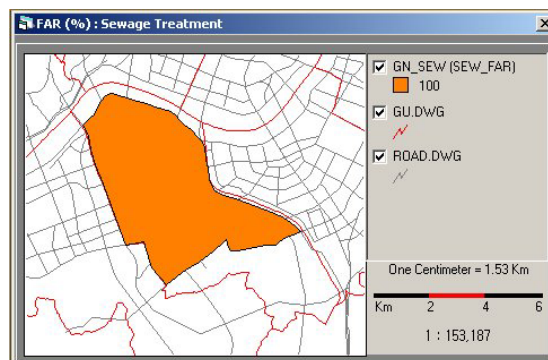 FAR (%) : Sewage Treatment
GN_SEW (SEW_FAR)
100
GU.DWG
ROAD.DWG
One Centimeter = 1.53 Km
Km 2 4 6
1 : 153,187